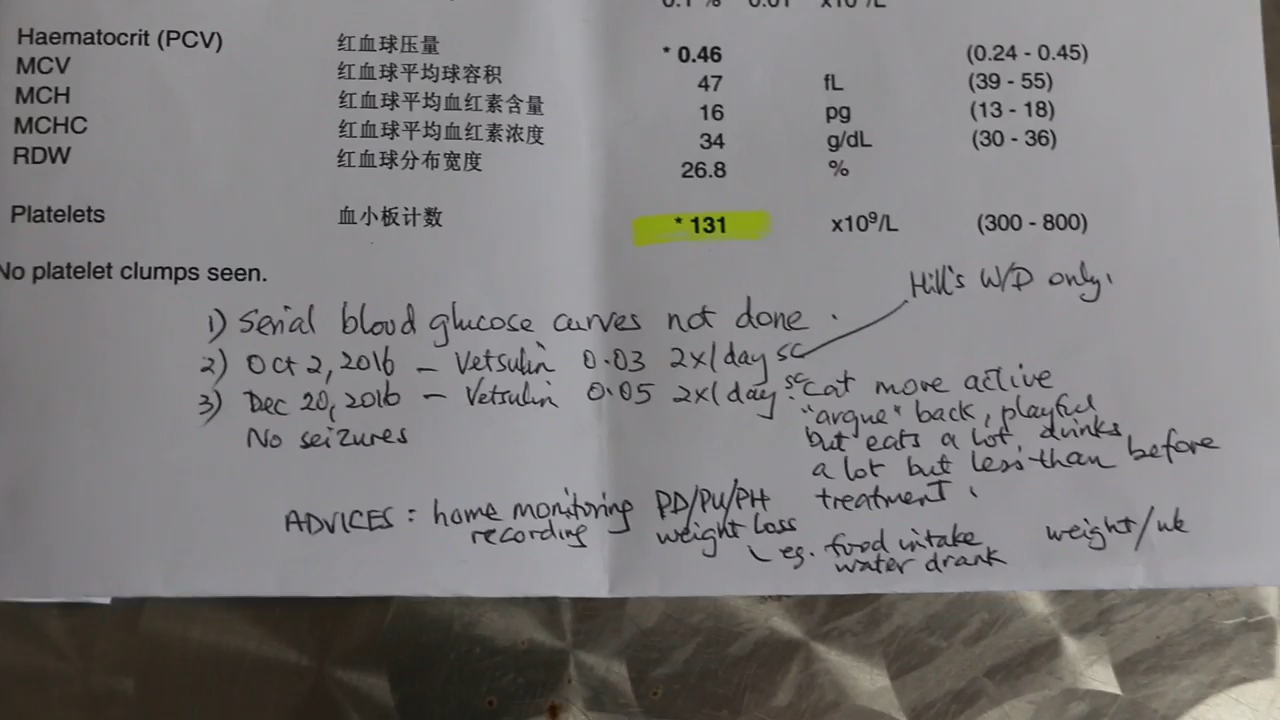 0.1 % 0.01 x10⁹/L
Haematocrit (PCV) 红血球压量 * 0.46 (0.24 - 0.45)
MCV 红血球平均球容积 47 fL (39 - 55)
MCH 红血球平均血红素含量 16 pg (13 - 18)
MCHC 红血球平均血红素浓度 34 g/dL (30 - 36)
RDW 红血球分布宽度 26.8 %
Platelets 血小板计数 * 131 x10⁹/L (300 - 800)
No platelet clumps seen.
Hill's W/D only.
1) Serial blood glucose curves not done.
2) Oct 2, 2016 - Vetsulin 0.03 2x/day SC
3) Dec 20, 2016 - Vetsulin 0.05 2x/day SC. Cat more active
"argue" back, playful
No seizures
but eats a lot, drinks
a lot but less than before
treatment.
ADVICES: home monitoring PD/PU/PH
recording weight loss
eg. food intake weight/wk
water drank